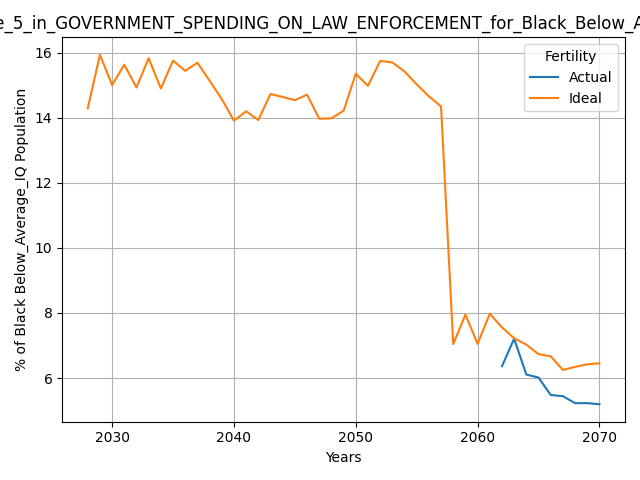 e_5_in_GOVERNMENT_SPENDING_ON_LAW_ENFORCEMENT_for_Black_Below_A
16
14
12
10
8
6
% of Black Below_Average_IQ Population
Fertility
Actual
Ideal
2030
2040
2050
2060
2070
Years